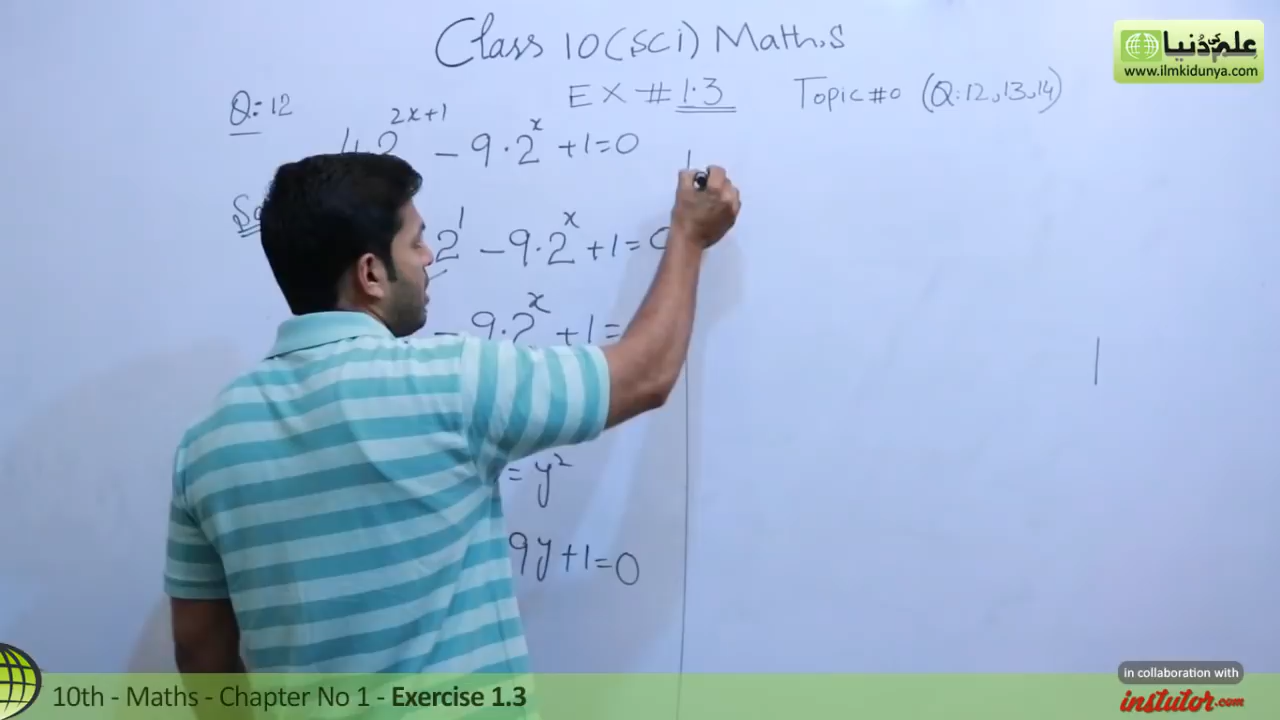 Class 10 (Sci) Maths
علم کی دنیا
www.ilmkidunya.com
EX # 1.3 Topic #0 (Q:12,13,14)
Q:12
4.2^{2x+1} - 9.2^x + 1 = 0
2^1 - 9.2^x + 1 = 0
- 9.2^x + 1 =
= y^2
9y + 1 = 0
In collaboration with
instutor.com
10th - Maths - Chapter No 1 - Exercise 1.3